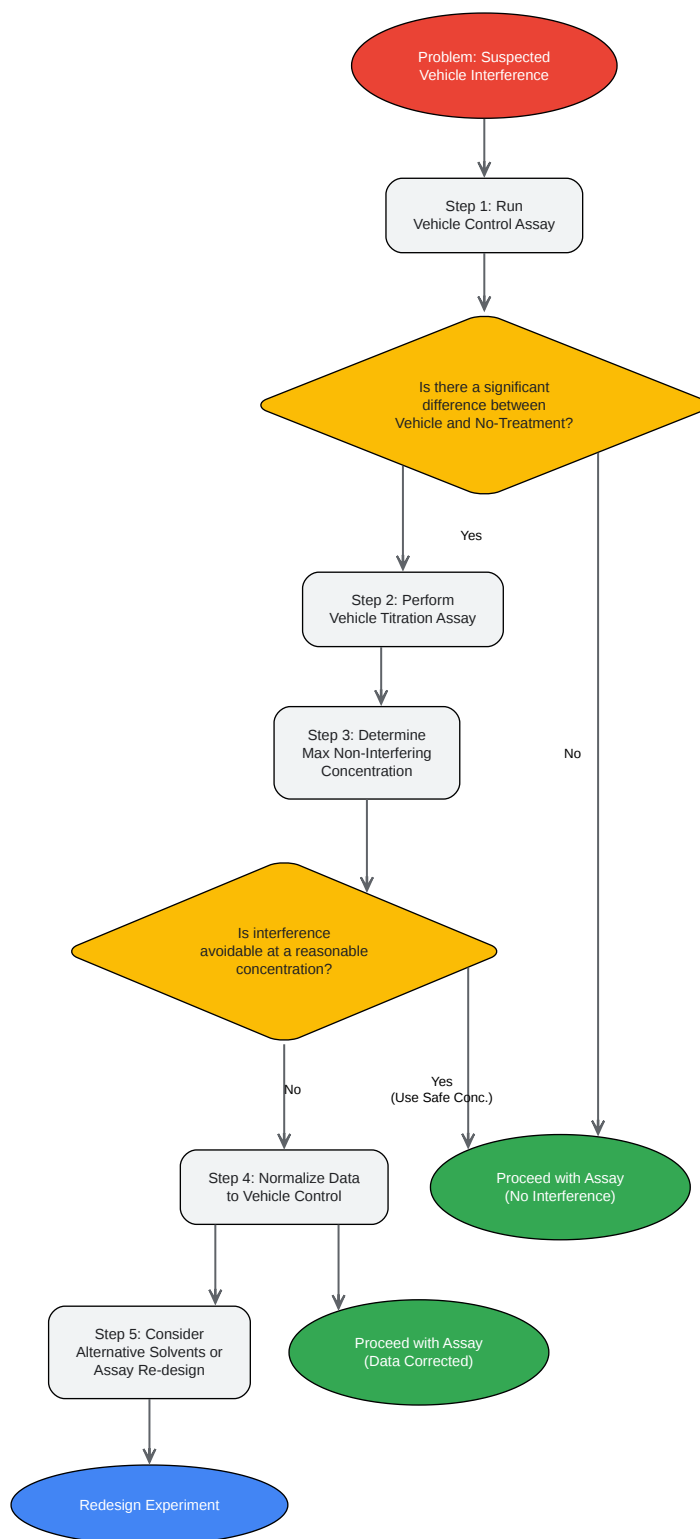 Problem: Suspected
Vehicle Interference
Step 1: Run
Vehicle Control Assay
Is there a significant
difference between
Vehicle and No-Treatment?
Yes
Step 2: Perform
Vehicle Titration Assay
Step 3: Determine
Max Non-Interfering
Concentration
No
Is interference
avoidable at a reasonable
concentration?
No
Yes
(Use Safe Conc.)
Step 4: Normalize Data
to Vehicle Control
Proceed with Assay
(No Interference)
Step 5: Consider
Alternative Solvents or
Assay Re-design
Proceed with Assay
(Data Corrected)
Redesign Experiment